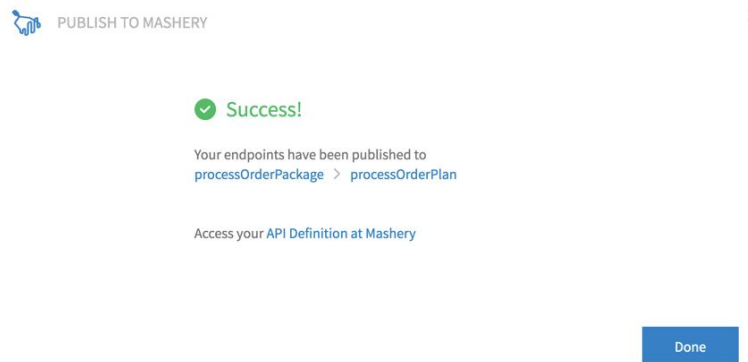 PUBLISH TO MASHERY
Success!
Your endpoints have been published to
processOrderPackage > processOrderPlan
Access your API Definition at Mashery
Done